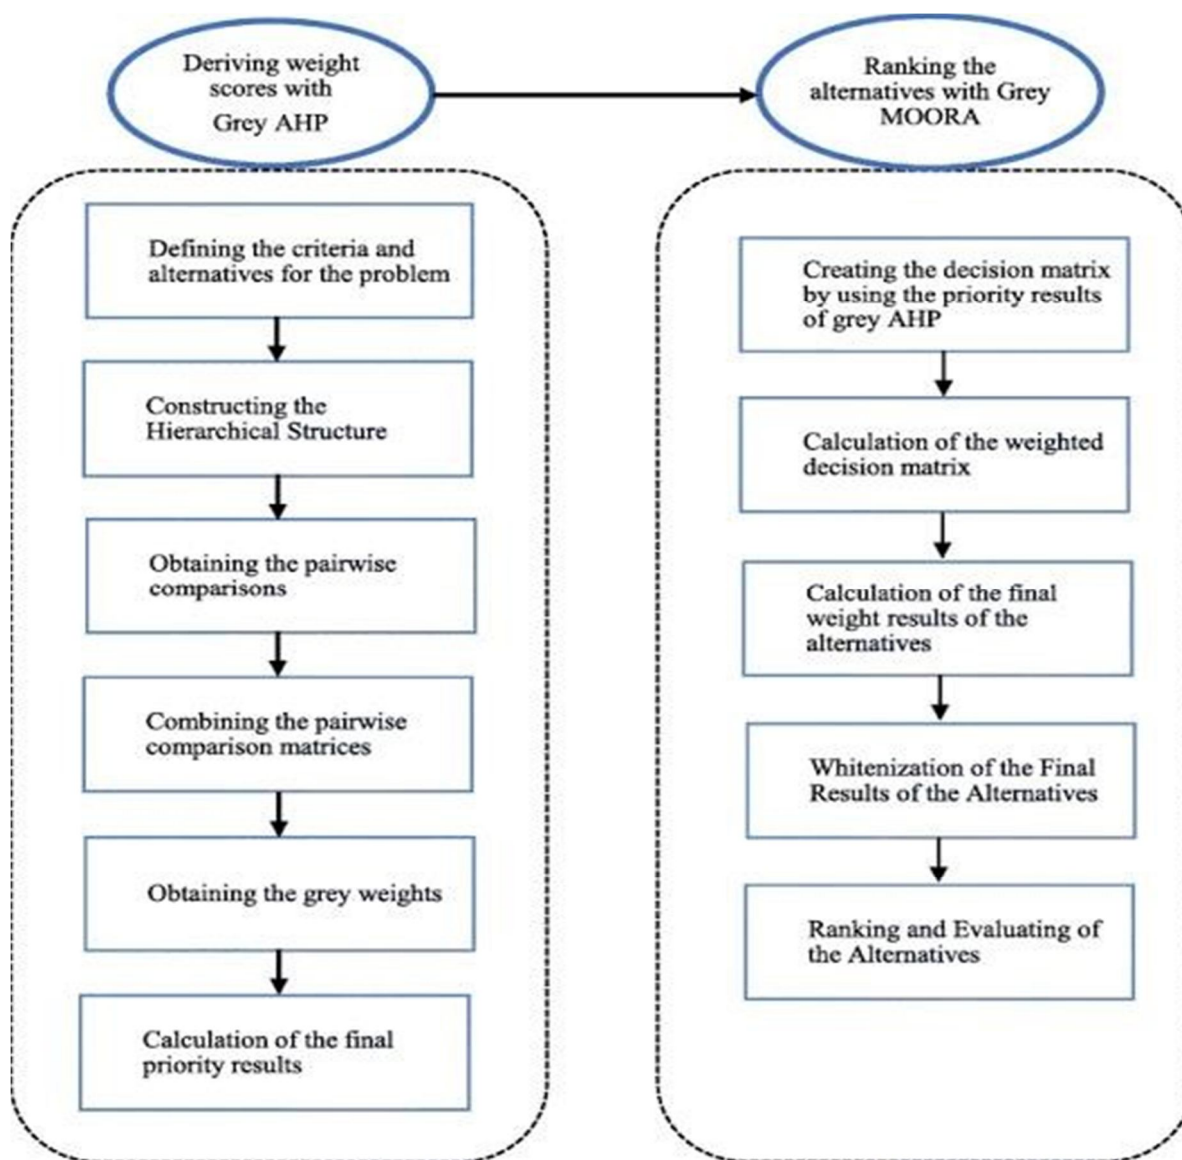 Deriving weight
scores with
Grey AHP
Ranking the
alternatives with Grey
MOORA
Defining the criteria and
alternatives for the problem
Constructing the
Hierarchical Structure
Obtaining the pairwise
comparisons
Combining the pairwise
comparison matrices
Obtaining the grey weights
Calculation of the final
priority results
Creating the decision matrix
by using the priority results
of grey AHP
Calculation of the weighted
decision matrix
Calculation of the final
weight results of the
alternatives
Whitenization of the Final
Results of the Alternatives
Ranking and Evaluating of
the Alternatives